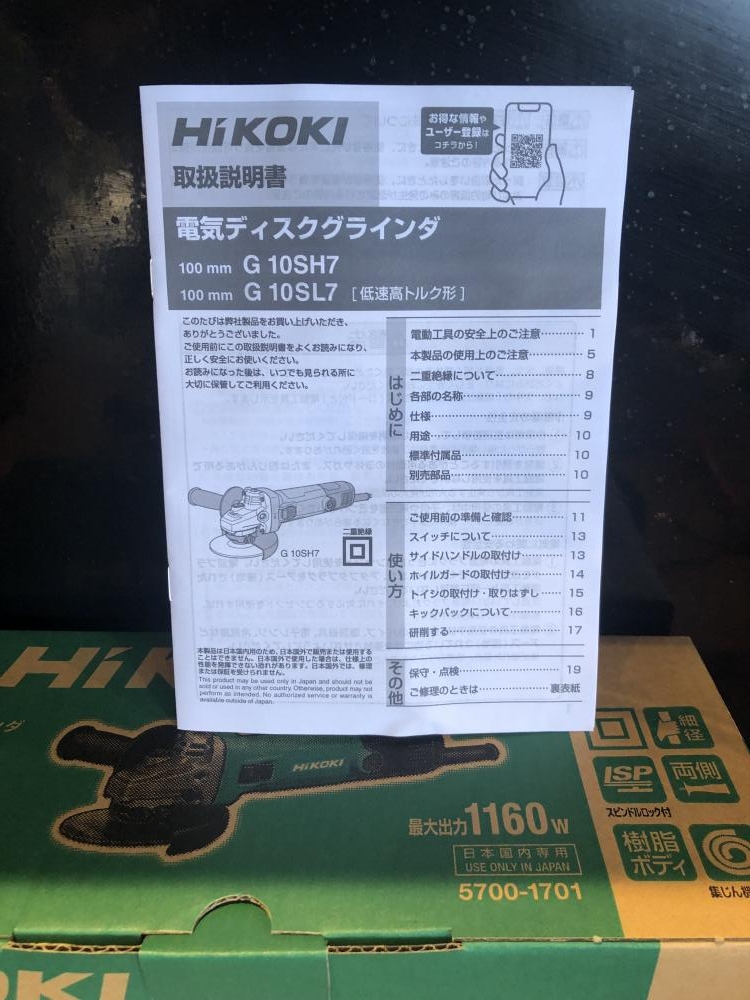 HiKOKI
取扱説明書
お得な情報や
ユーザー登録は
コチラから!
電気ディスクグラインダ
100 mm G 10SH7
100 mm G 10SL7 [低速高トルク形]
このたびは弊社製品をお買い上げいただき、
ありがとうございました。
ご使用前にこの取扱説明書をよくお読みになり、
正しく安全にお使いください。
お読みになった後は、いつでも見られる所に
大切に保管してご利用ください。
二重絶縁
G 10SH7
本製品は日本国内用のため、日本国外で販売または使用する
ことはできません。日本国外で使用した場合は、仕様上の
性能を発揮できない恐れがあります。日本国外では、修理
または保証を受けられません。
This product may be used only in Japan and should not be
sold or used in any other country. Otherwise, product may not
perform as intended. No authorized service or warranty is
available outside of Japan.
はじめに
電動工具の安全上のご注意 1
本製品の使用上のご注意 5
二重絶縁について 8
各部の名称 9
仕様 9
用途 10
標準付属品 10
別売部品 10
使い方
ご使用前の準備と確認 11
スイッチについて 13
サイドハンドルの取付け 13
ホイルガードの取付け 14
トイシの取付け・取りはずし 15
キックバックについて 16
研削する 17
その他
保守・点検 19
ご修理のときは 裏表紙
HiKO
ンダ
HiKOKI
最大出力1160W
日本国内専用
USE ONLY IN JAPAN
5700-1701
細径
ISP
両側
スピンドルロック付
樹脂
ボディ
集じん機
KOKI